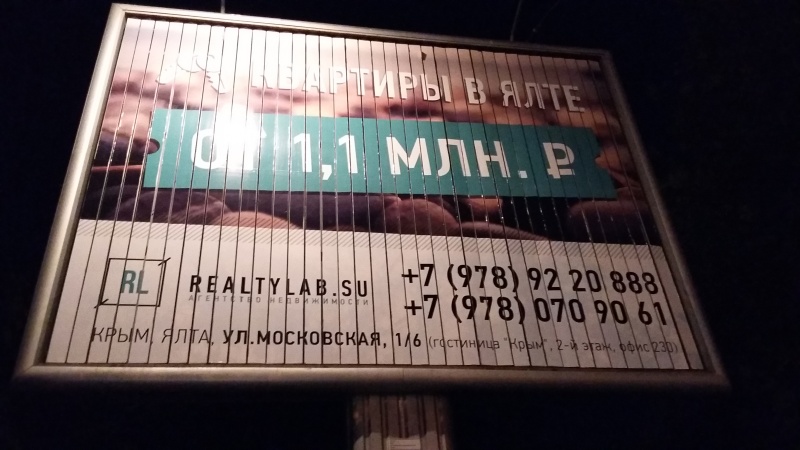 КВАРТИРЫ В ЯЛТЕ
ОТ 1,1 МЛН. ₽
RL
REALTYLAB.SU
АГЕНТСТВО НЕДВИЖИМОСТИ
+7 (978) 92 20 888
+7 (978) 070 90 61
КРЫМ, ЯЛТА, УЛ.МОСКОВСКАЯ, 1/6 (гостиница "Крым", 2-й этаж, офис 230)